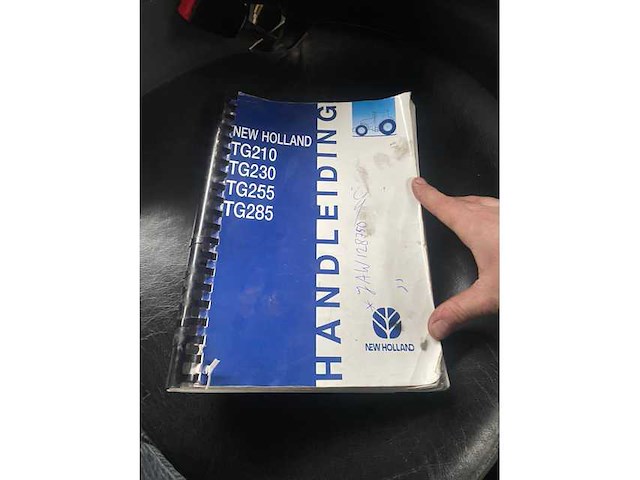 NEW HOLLAND
TG210
TG230
TG255
TG285
HANDLEIDING
NEW HOLLAND